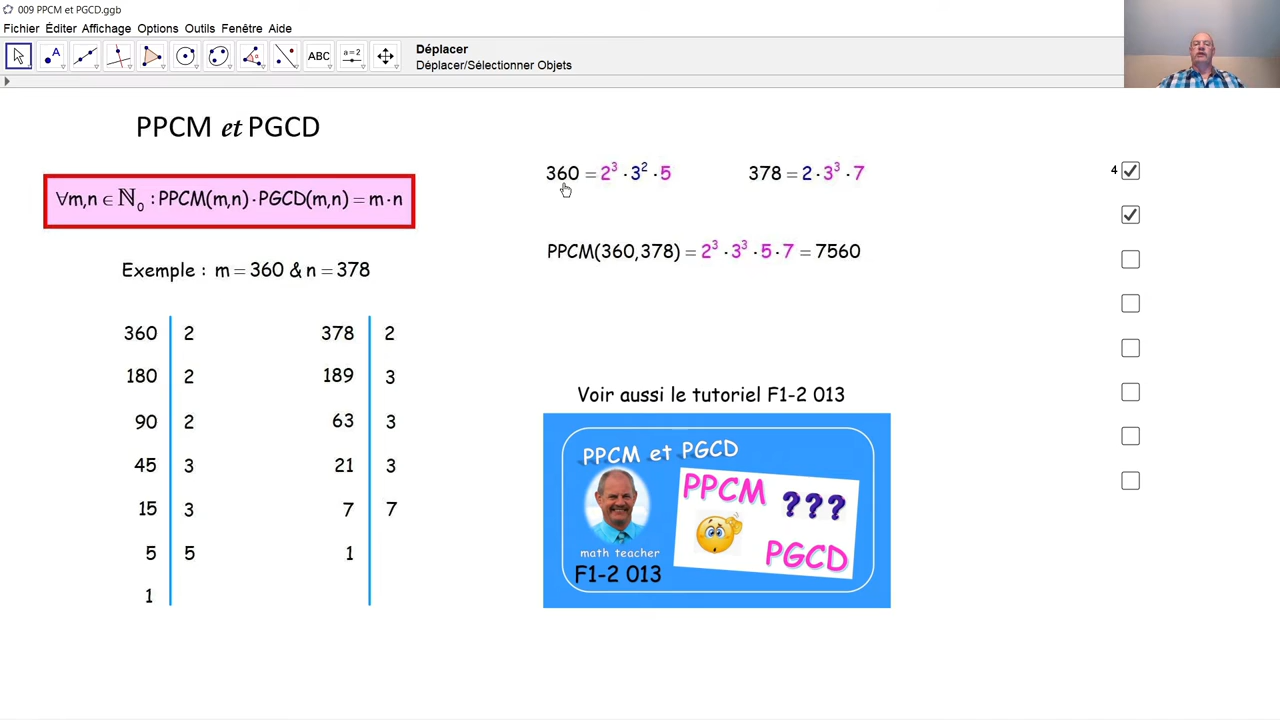 009 PPCM et PGCD.ggb
Fichier Éditer Affichage Options Outils Fenêtre Aide
A
ABC
a=2
Déplacer
Déplacer/Sélectionner Objets
PPCM et PGCD
∀m,n ∈ ℕ₀ : PPCM(m,n)·PGCD(m,n) = m·n
Exemple : m = 360 & n = 378
360 2 378 2
180 2 189 3
90 2 63 3
45 3 21 3
15 3 7 7
5 5 1
1
360 = 2³ · 3² · 5 378 = 2 · 3³ · 7
4
PPCM(360,378) = 2³ · 3³ · 5 · 7 = 7560
Voir aussi le tutoriel F1-2 013
PPCM et PGCD
PPCM
???
PGCD
math teacher
F1-2 013